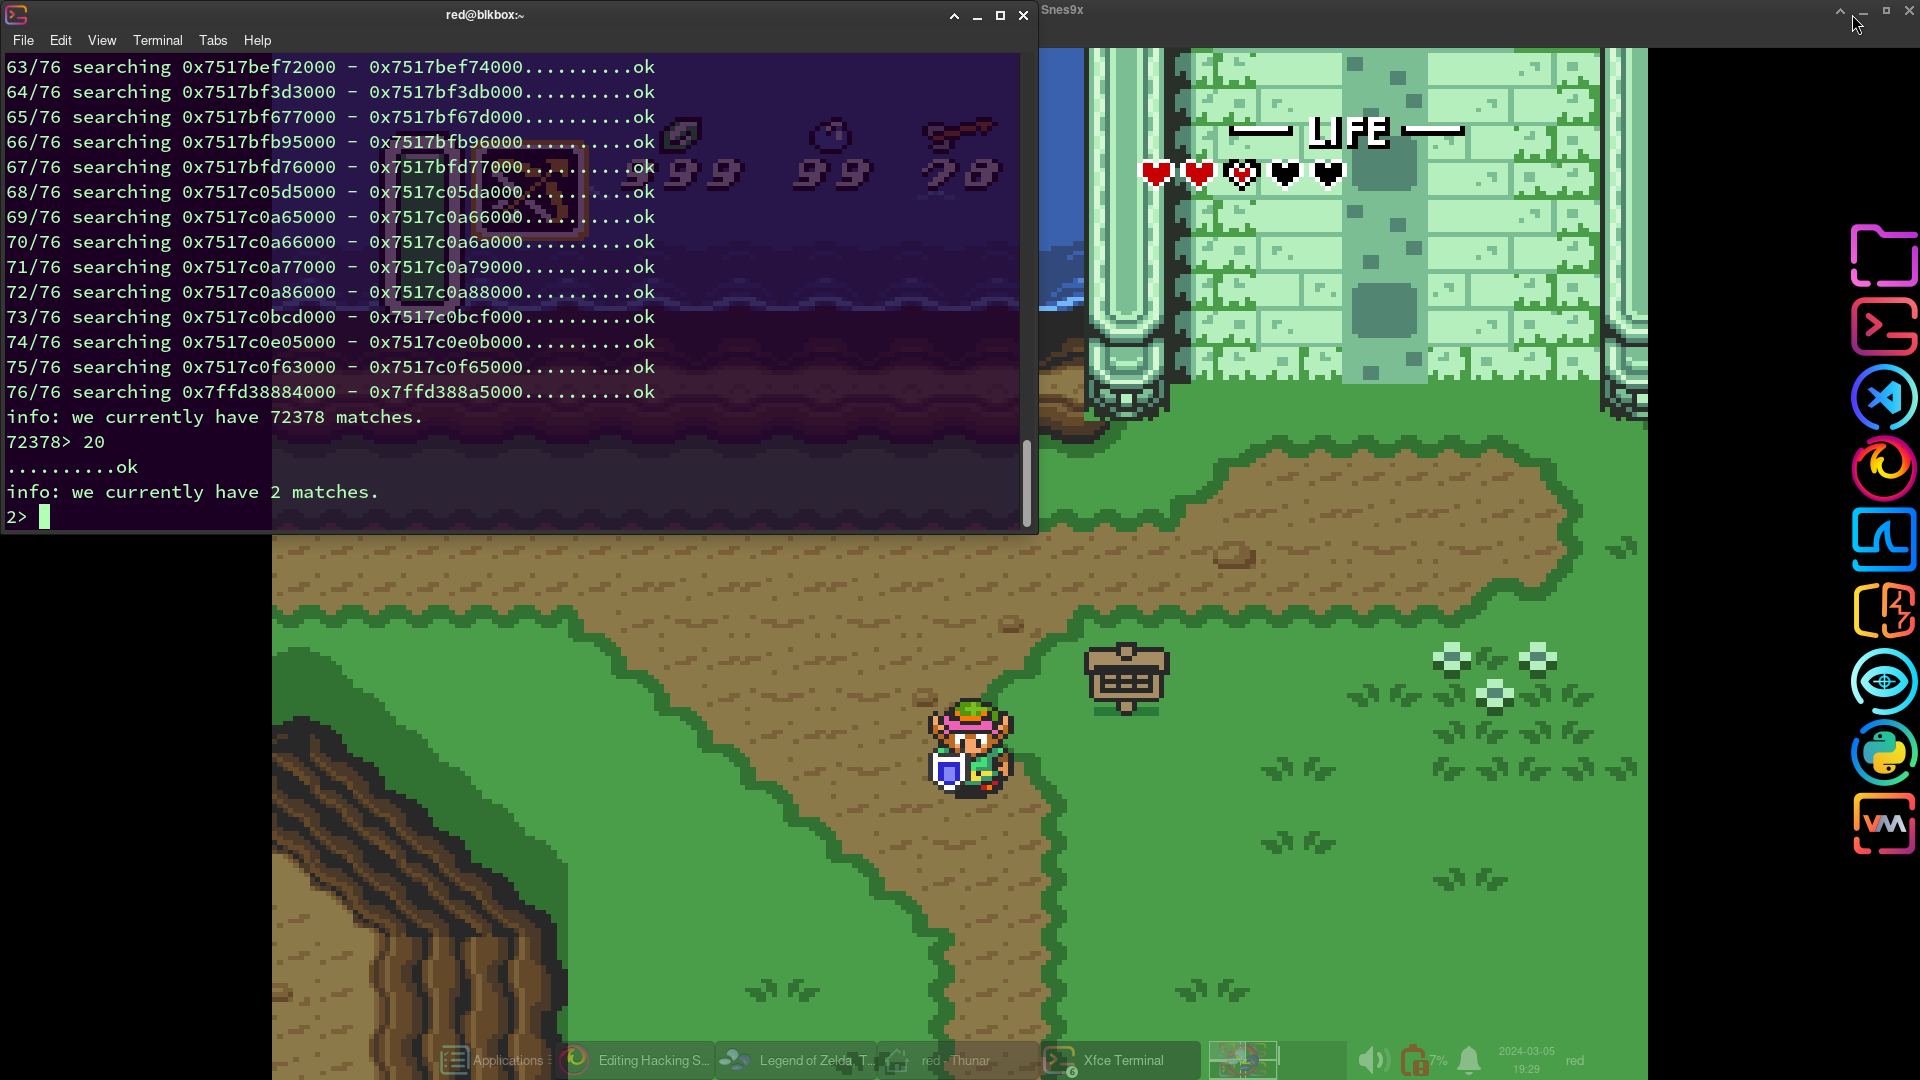 red@blkbox:~
Snes9x
File Edit View Terminal Tabs Help
63/76 searching 0x7517bef72000 - 0x7517bef74000..........ok
64/76 searching 0x7517bf3d3000 - 0x7517bf3db000..........ok
65/76 searching 0x7517bf677000 - 0x7517bf67d000..........ok
66/76 searching 0x7517bfb95000 - 0x7517bfb96000..........ok
67/76 searching 0x7517bfd76000 - 0x7517bfd77000..........ok
68/76 searching 0x7517c05d5000 - 0x7517c05da000..........ok
69/76 searching 0x7517c0a65000 - 0x7517c0a66000..........ok
70/76 searching 0x7517c0a66000 - 0x7517c0a6a000..........ok
71/76 searching 0x7517c0a77000 - 0x7517c0a79000..........ok
72/76 searching 0x7517c0a86000 - 0x7517c0a88000..........ok
73/76 searching 0x7517c0bcd000 - 0x7517c0bcf000..........ok
74/76 searching 0x7517c0e05000 - 0x7517c0e0b000..........ok
75/76 searching 0x7517c0f63000 - 0x7517c0f65000..........ok
76/76 searching 0x7ffd38884000 - 0x7ffd388a5000..........ok
info: we currently have 72378 matches.
72378> 20
..........ok
info: we currently have 2 matches.
2>
999 99 20
LIFE
VM
Applications
Editing Hacking S...
Legend of Zelda, T...
red - Thunar
Xfce Terminal
6
7%
2024-03-05
19:29
red